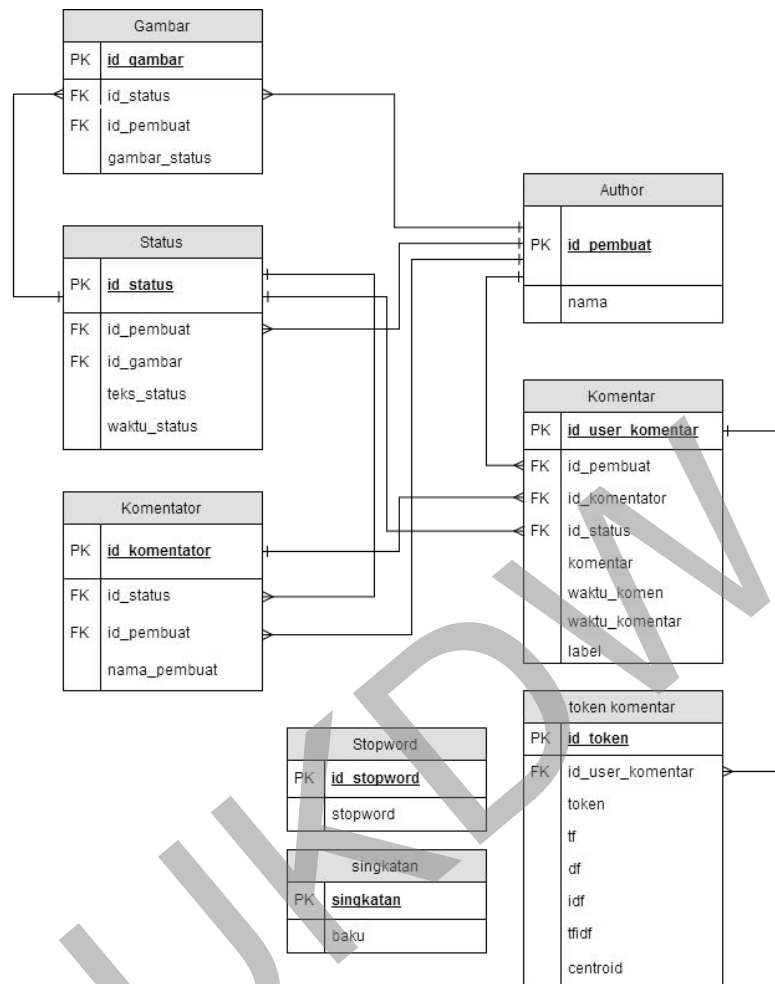 Gambar
PK id_gambar
FK id_status
FK id_pembuat
gambar_status
Status
PK id_status
FK id_pembuat
FK id_gambar
teks_status
waktu_status
Komentator
PK id_komentator
FK id_status
FK id_pembuat
nama_pembuat
Author
PK id_pembuat
nama
Komentar
PK id_user_komentar
FK id_pembuat
FK id_komentator
FK id_status
komentar
waktu_komen
waktu_komentar
label
Stopword
PK id_stopword
stopword
singkatan
PK singkatan
baku
token komentar
PK id_token
FK id_user_komentar
token
tf
df
idf
tfidf
centroid
UKDW